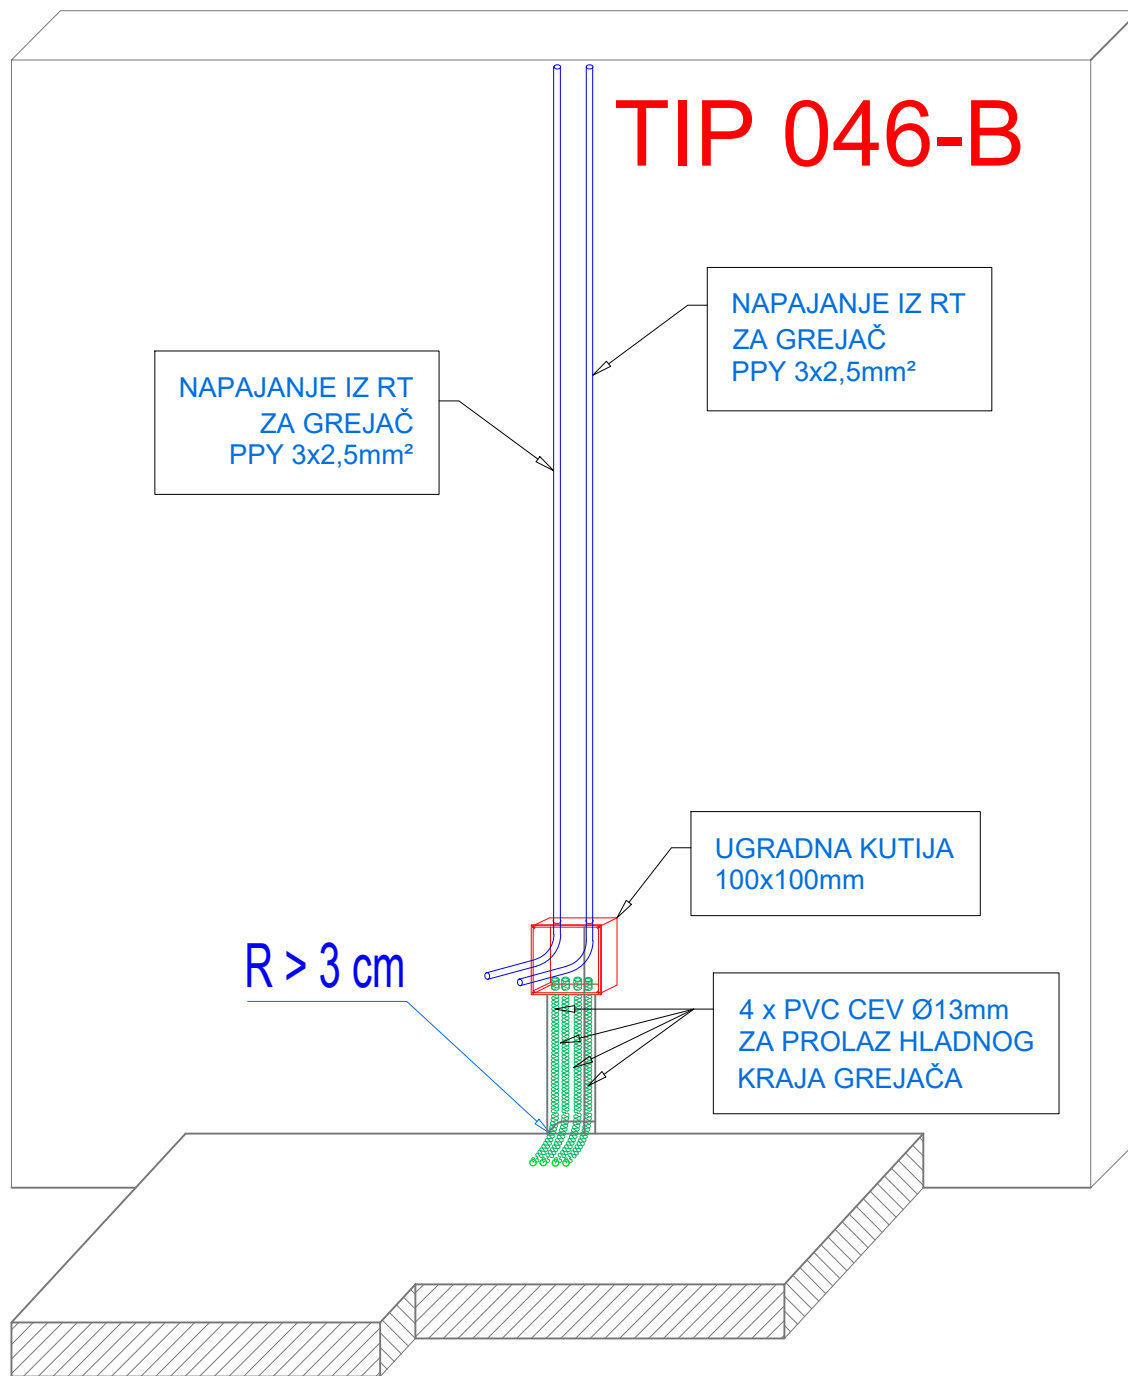 TIP 046-B
NAPAJANJE IZ RT
ZA GREJAČ
PPY 3x2,5mm²
NAPAJANJE IZ RT
ZA GREJAČ
PPY 3x2,5mm²
UGRADNA KUTIJA
100x100mm
R > 3 cm
4 x PVC CEV Ø13mm
ZA PROLAZ HLADNOG
KRAJA GREJAČA